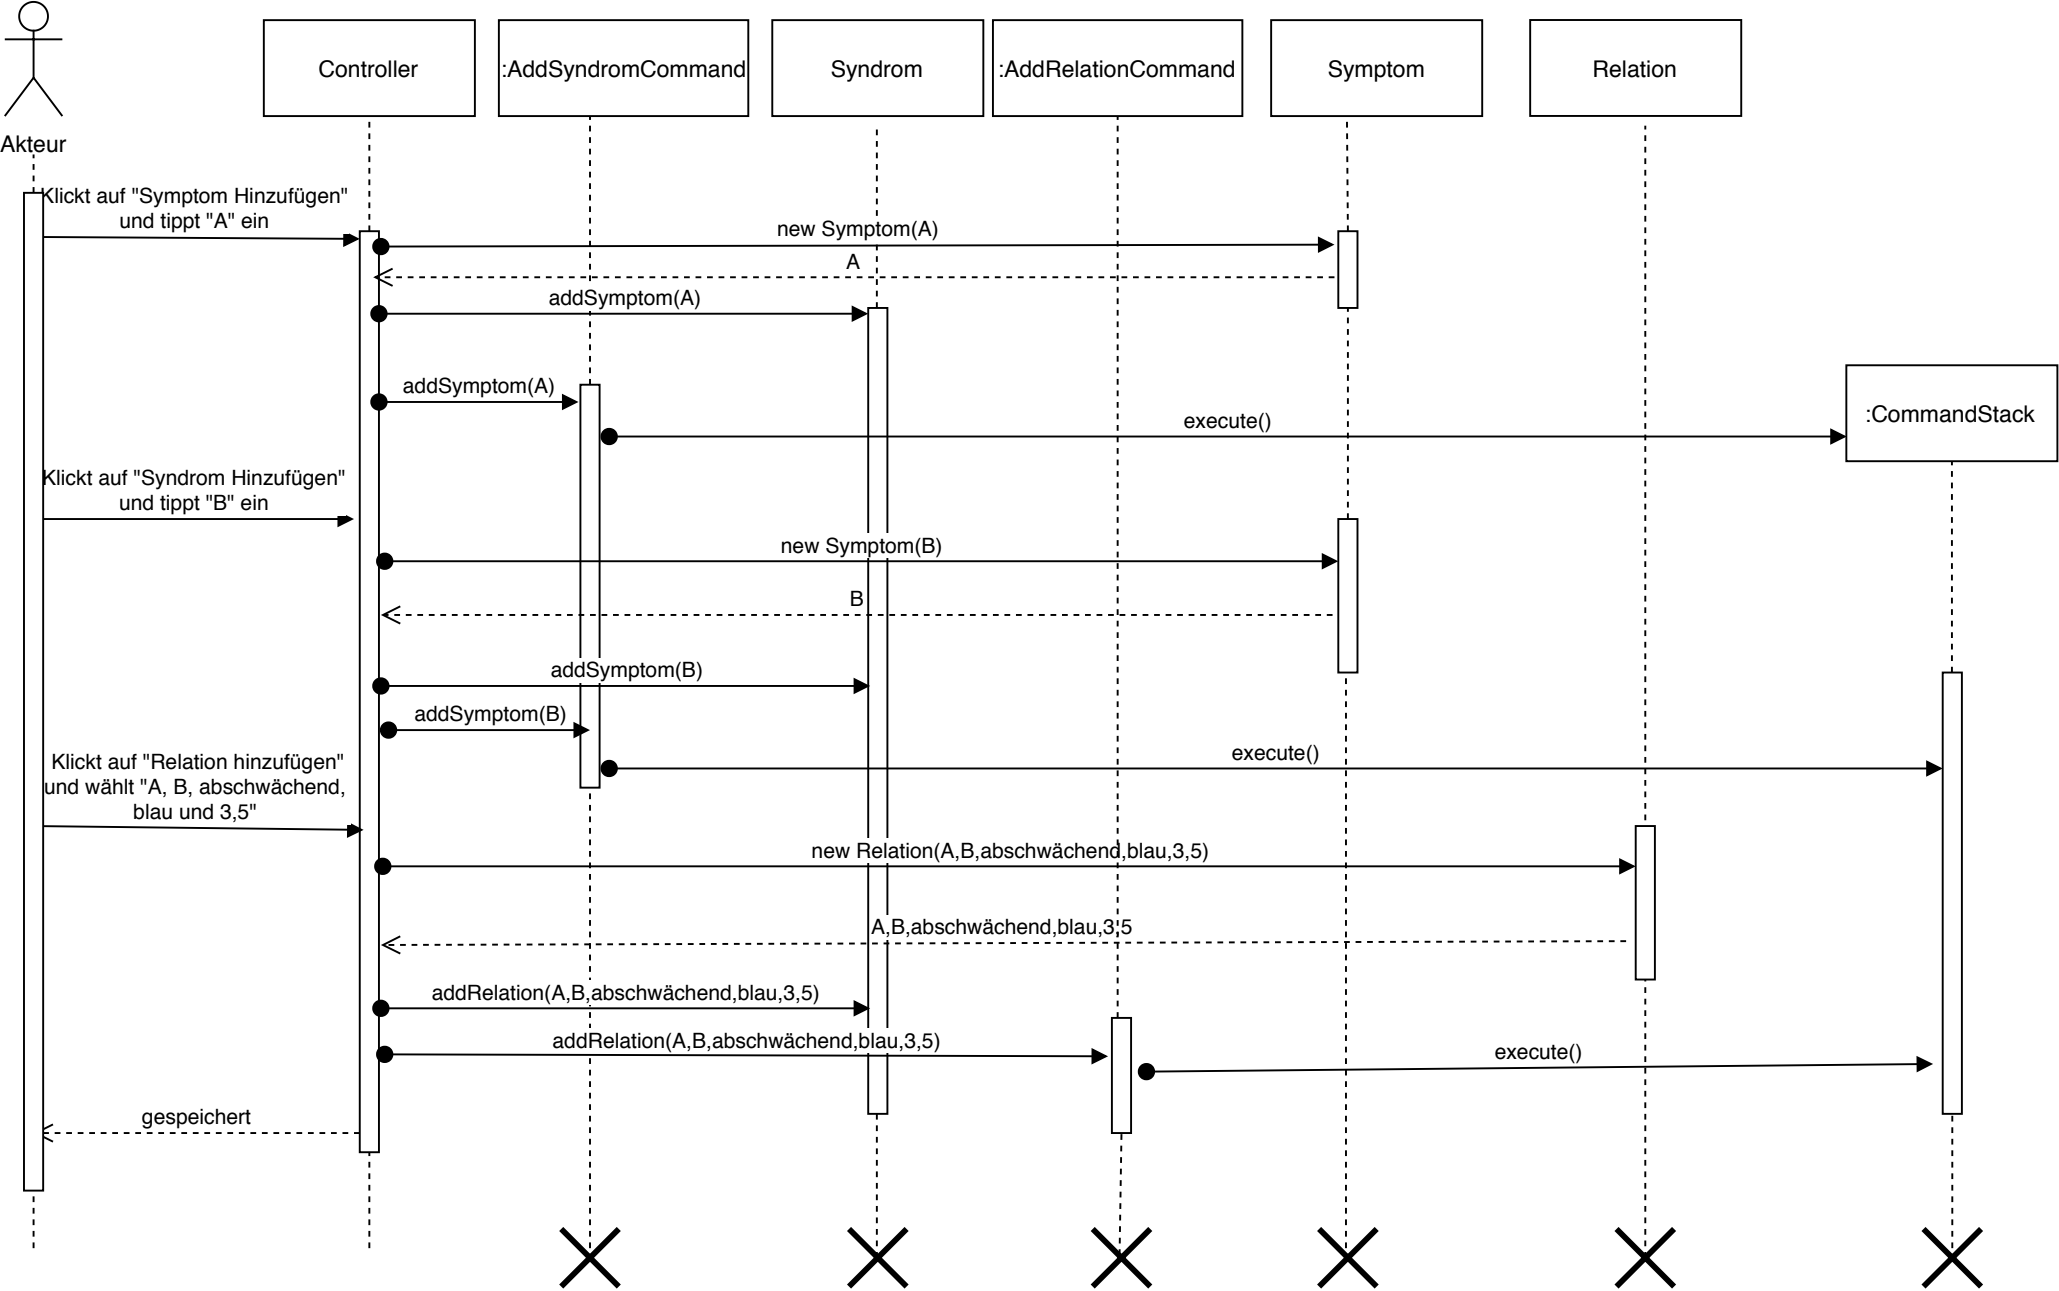 Controller
:AddSyndromCommand
Syndrom
:AddRelationCommand
Symptom
Relation
Akteur
Klickt auf "Symptom Hinzufügen"
und tippt "A" ein
new Symptom(A)
A
addSymptom(A)
addSymptom(A)
execute()
:CommandStack
Klickt auf "Syndrom Hinzufügen"
und tippt "B" ein
new Symptom(B)
B
addSymptom(B)
addSymptom(B)
execute()
Klickt auf "Relation hinzufügen"
und wählt "A, B, abschwächend,
blau und 3,5"
new Relation(A,B,abschwächend,blau,3,5)
A,B,abschwächend,blau,3,5
addRelation(A,B,abschwächend,blau,3,5)
addRelation(A,B,abschwächend,blau,3,5)
execute()
gespeichert